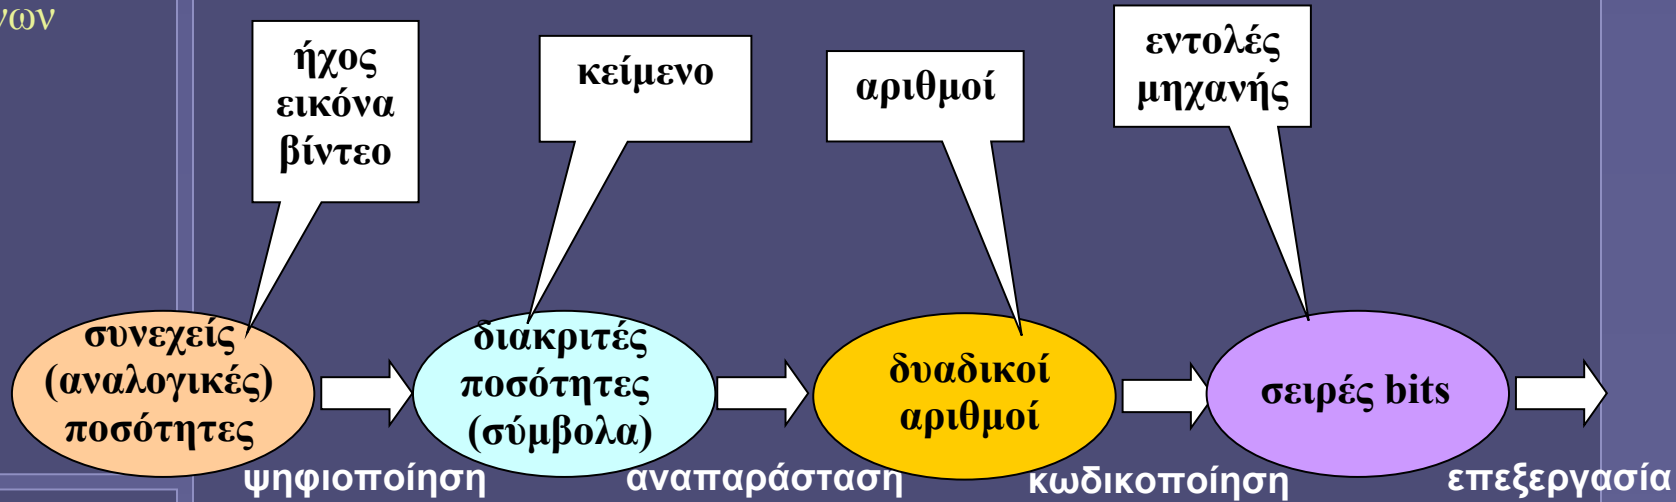 ήχος
εικόνα
βίντεο
κείμενο
αριθμοί
εντολές
μηχανής
συνεχείς
(αναλογικές)
ποσότητες
διακριτές
ποσότητες
(σύμβολα)
δυαδικοί
αριθμοί
σειρές bits
ψηφιοποίηση
αναπαράσταση
κωδικοποίηση
επεξεργασία